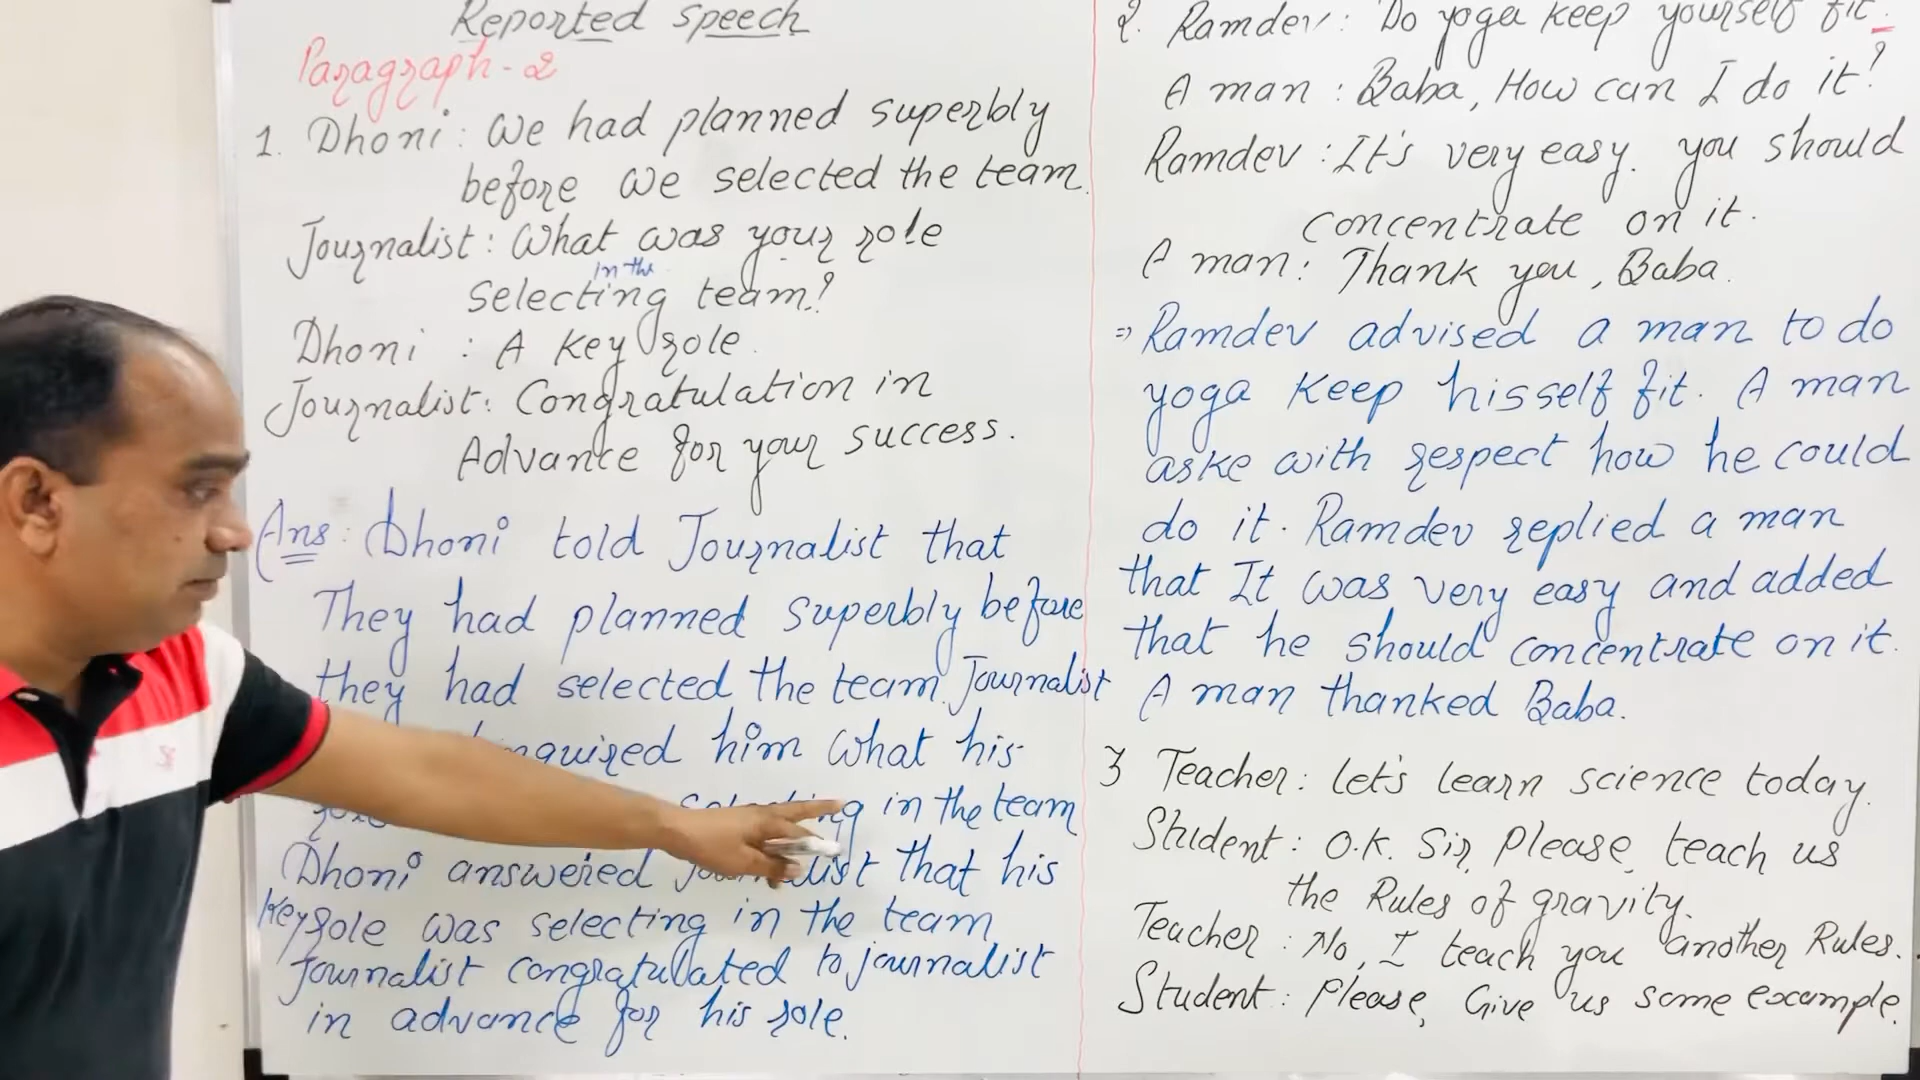 Reported speech
Paragraph-2
1. Dhoni: We had planned superbly
before we selected the team
Journalist: What was your role
in the
Selecting team?
Dhoni : A Key role.
Journalist: Congratulation in
Advance for your success.
Ans: Dhoni told Journalist that
They had planned superbly before
they had selected the team. Journalist
him what his
in the team
Dhoni answered that his
Key role was selecting in the team
Journalist congratulated to journalist
in advance for his role.
2. Ramdev: Do yoga keep yourself fit.
A man : Baba, How can I do it?
Ramdev : It's very easy. you should
concentrate on it.
A man: Thank you, Baba.
⇒ Ramdev advised a man to do
yoga Keep hisself fit. A man
aske with respect how he could
do it. Ramdev replied a man
that It was very easy and added
that he should concentrate on it.
A man thanked Baba.
3 Teacher: Let's learn science today.
Student: O.K. Sir, Please, teach us
the Rules of gravity.
Teacher : No, I teach you another Rules.
Student: Please, Give us some example.